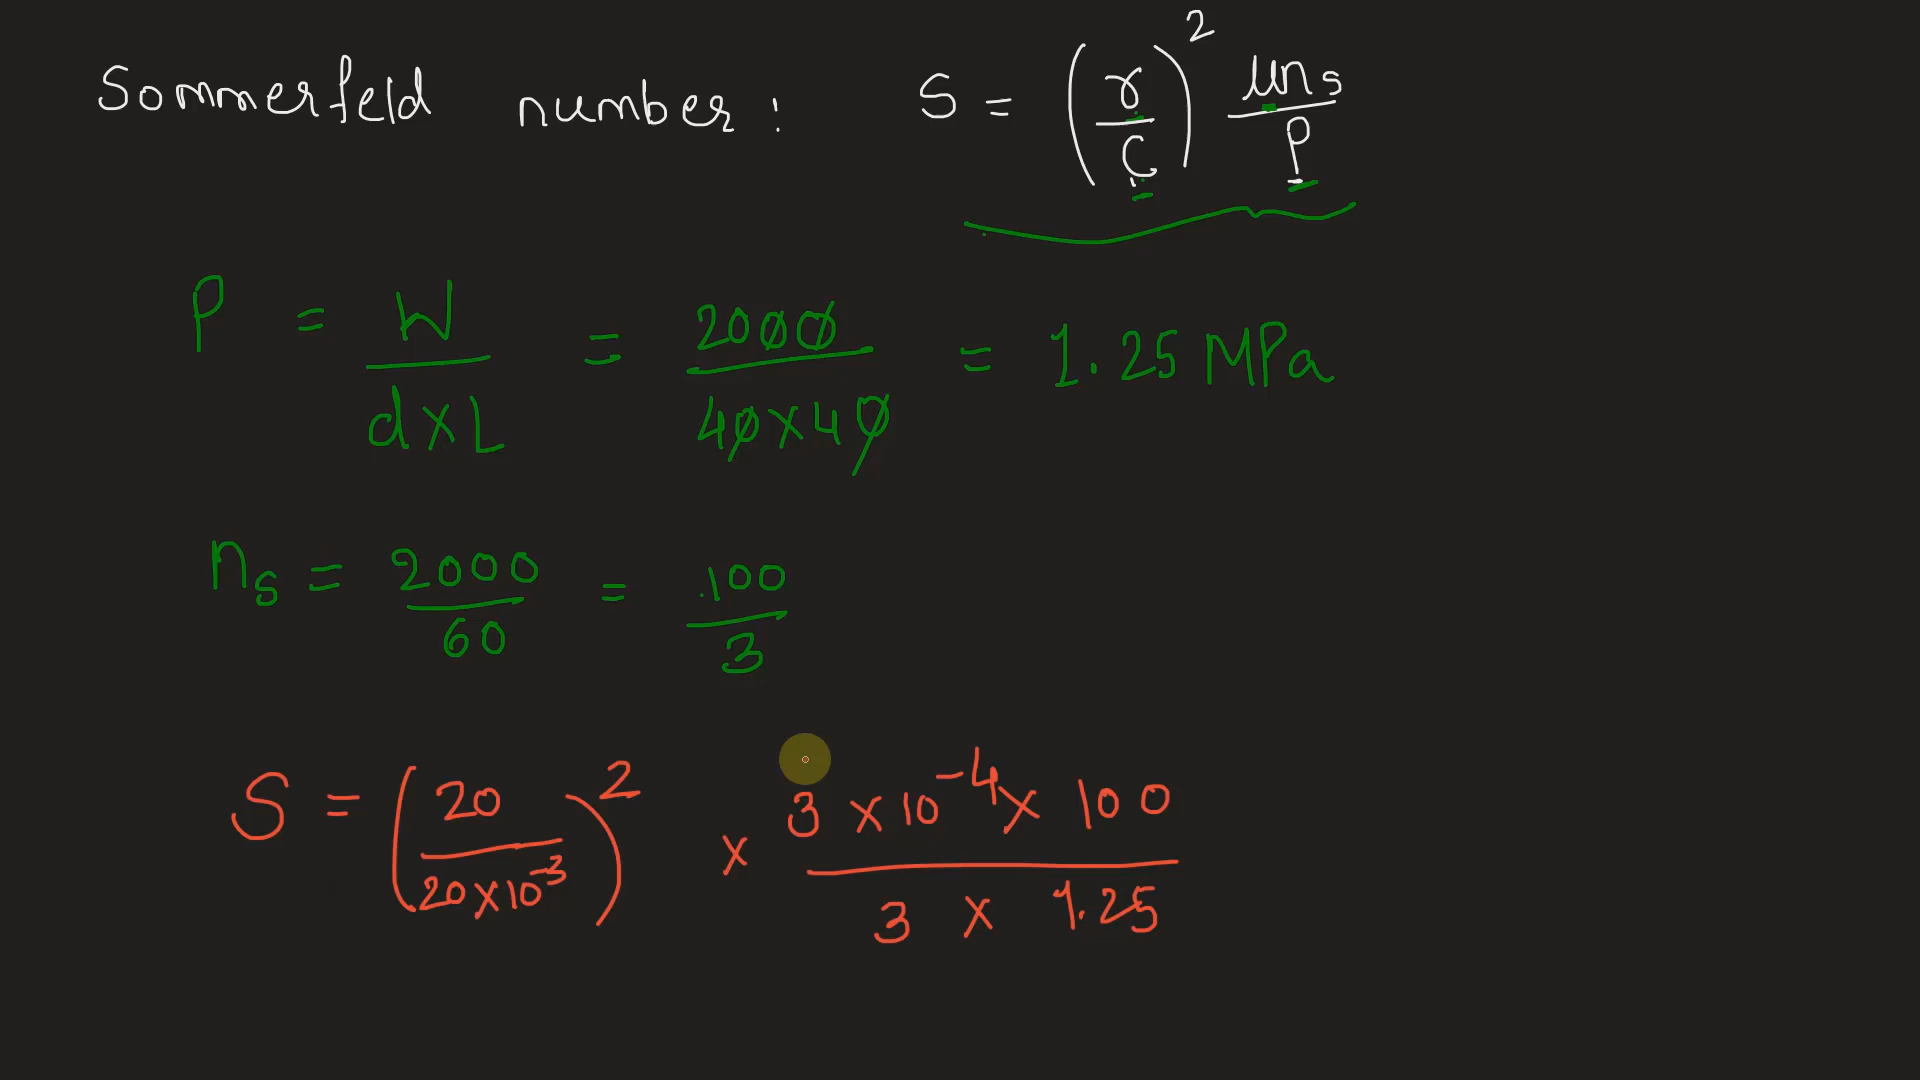 Sommerfeld number: S = (r/c)² μnₛ/P
P = W/d×L = 2000/40×40 = 1.25 MPa
nₛ = 2000/60 = 100/3
S = (20/20×10⁻³)² × 3×10⁻⁴×100/3×1.25